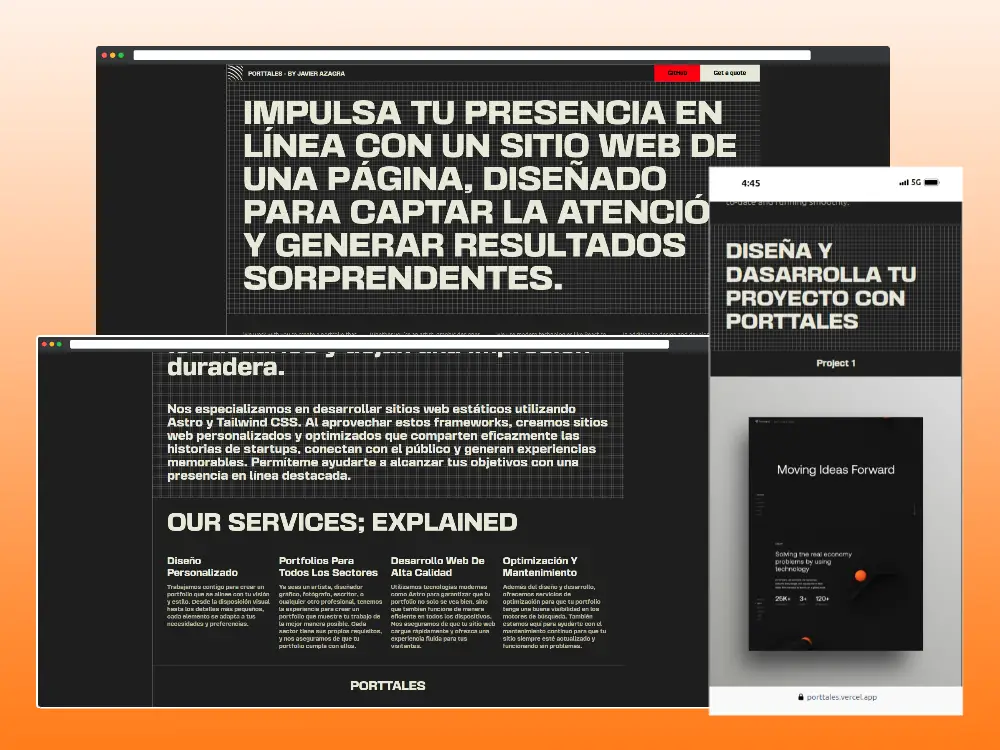 PORTTALES - BY JAVIER AZAGRA
GitHub
Get a quote
IMPULSA TU PRESENCIA EN
LÍNEA CON UN SITIO WEB DE
UNA PÁGINA, DISEÑADO
PARA CAPTAR LA ATENCIÓ
Y GENERAR RESULTADOS
SORPRENDENTES.
duradera.
Nos especializamos en desarrollar sitios web estáticos utilizando
Astro y Tailwind CSS. Al aprovechar estos frameworks, creamos sitios
web personalizados y optimizados que comparten eficazmente las
historias de startups, conectan con el público y generan experiencias
memorables. Permíteme ayudarte a alcanzar tus objetivos con una
presencia en línea destacada.
OUR SERVICES; EXPLAINED
Diseño
Personalizado
Trabajamos contigo para crear un
portfolio que se alinee con tu visión
y estilo. Desde la disposición visual
hasta los detalles más pequeños,
cada elemento se adapta a tus
necesidades y preferencias.
Portfolios Para
Todos Los Sectores
Ya seas un artista, diseñador
gráfico, fotógrafo, escritor, o
cualquier otro profesional, tenemos
la experiencia para crear un
portfolio que muestre tu trabajo de
la mejor manera posible. Cada
sector tiene sus propios requisitos,
y nos aseguramos de que tu
portfolio cumpla con ellos.
Desarrollo Web De
Alta Calidad
Utilizamos tecnologías modernas
como Astro para garantizar que tu
portfolio no solo se vea bien, sino
que también funcione de manera
eficiente en todos los dispositivos.
Nos aseguramos de que tu sitio web
cargue rápidamente y ofrezca una
experiencia fluida para tus
visitantes.
Optimización Y
Mantenimiento
Además del diseño y desarrollo,
ofrecemos servicios de
optimización para que tu portfolio
tenga una buena visibilidad en los
motores de búsqueda. También
estamos aquí para ayudarte con el
mantenimiento continuo para que tu
sitio siempre esté actualizado y
funcionando sin problemas.
PORTTALES
4:45
5G
to-date and running smoothly.
DISEÑA Y
DASARROLLA TU
PROYECTO CON
PORTTALES
Project 1
Moving Ideas Forward
Solving the real economy
problems by using
technology
25K+ 3+ 120+
porttales.vercel.app